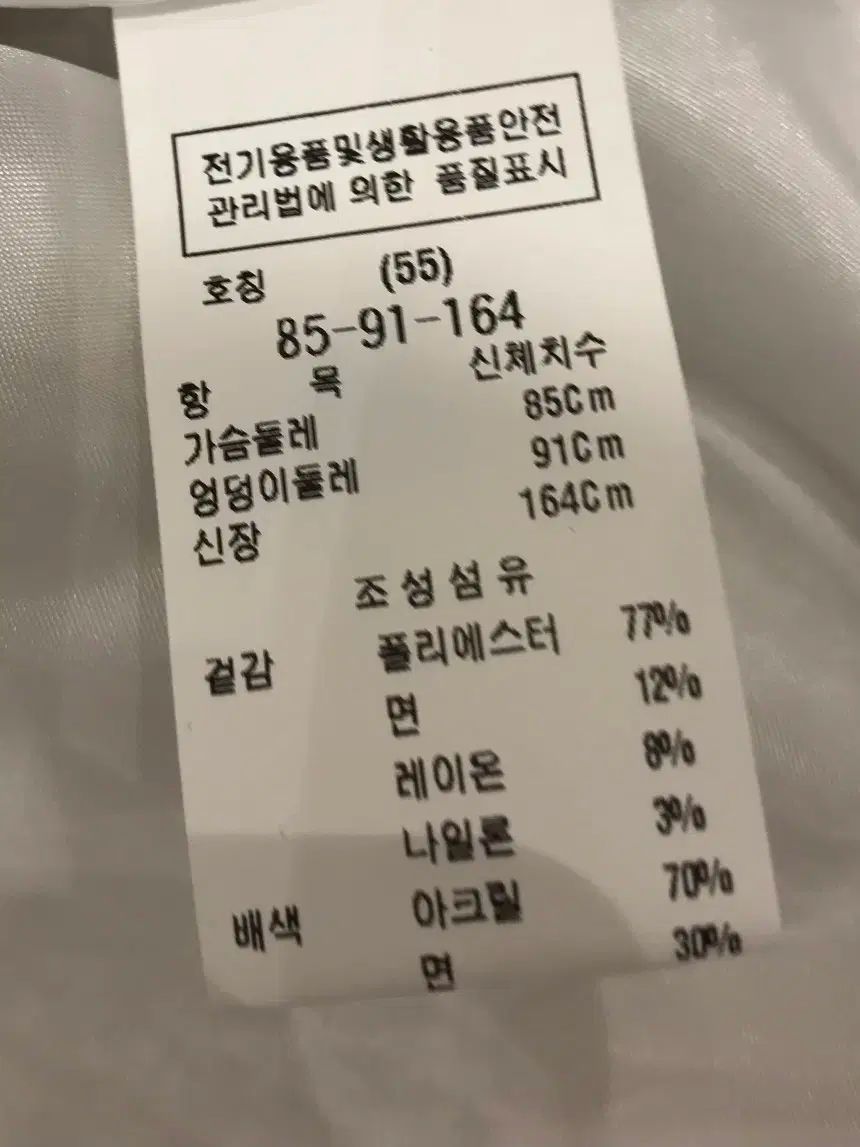 전기용품및생활용품안전
관리법에 의한 품질표시
호칭 (55)
85-91-164
항 목 신체치수
가슴둘레 85Cm
엉덩이둘레 91Cm
신장 164Cm
조성섬유
겉감 폴리에스터 77%
면 12%
레이온 8%
나일론 3%
배색 아크릴 70%
면 30%